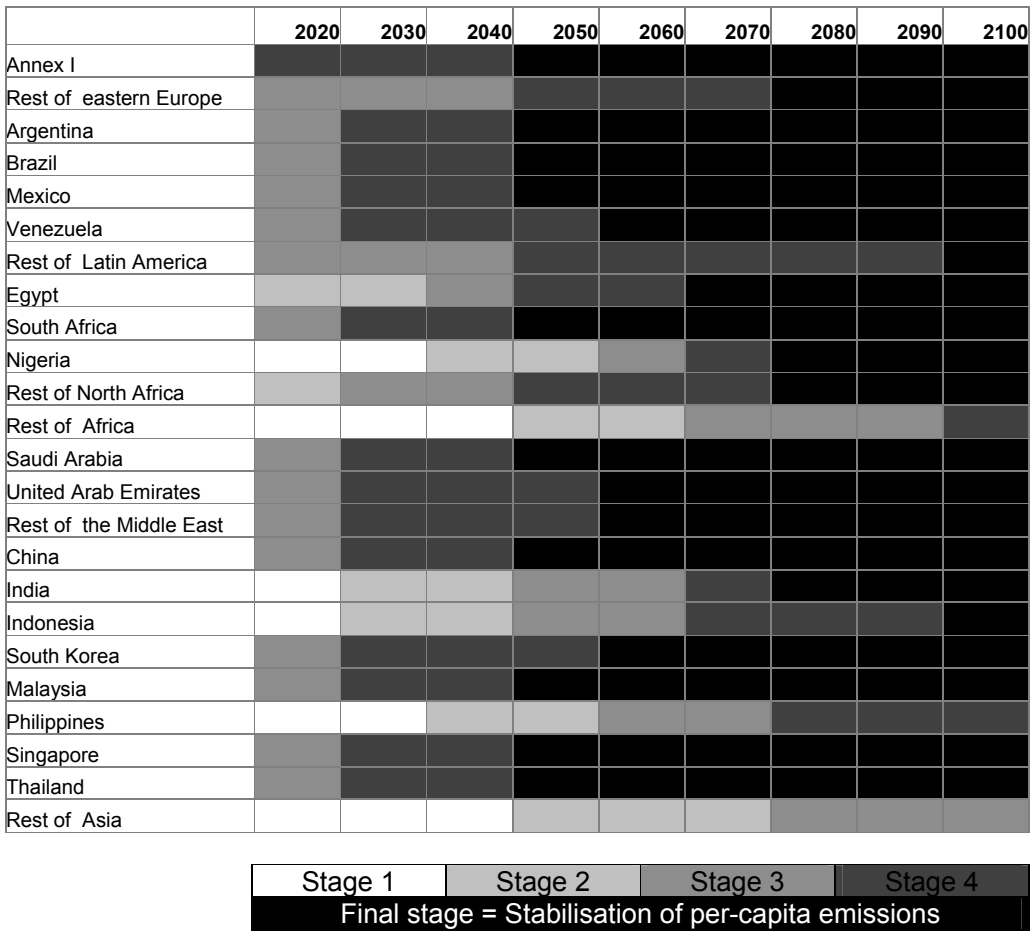 2020 2030 2040 2050 2060 2070 2080 2090 2100
Annex I
Rest of eastern Europe
Argentina
Brazil
Mexico
Venezuela
Rest of Latin America
Egypt
South Africa
Nigeria
Rest of North Africa
Rest of Africa
Saudi Arabia
United Arab Emirates
Rest of the Middle East
China
India
Indonesia
South Korea
Malaysia
Philippines
Singapore
Thailand
Rest of Asia
Stage 1 Stage 2 Stage 3 Stage 4
Final stage = Stabilisation of per-capita emissions